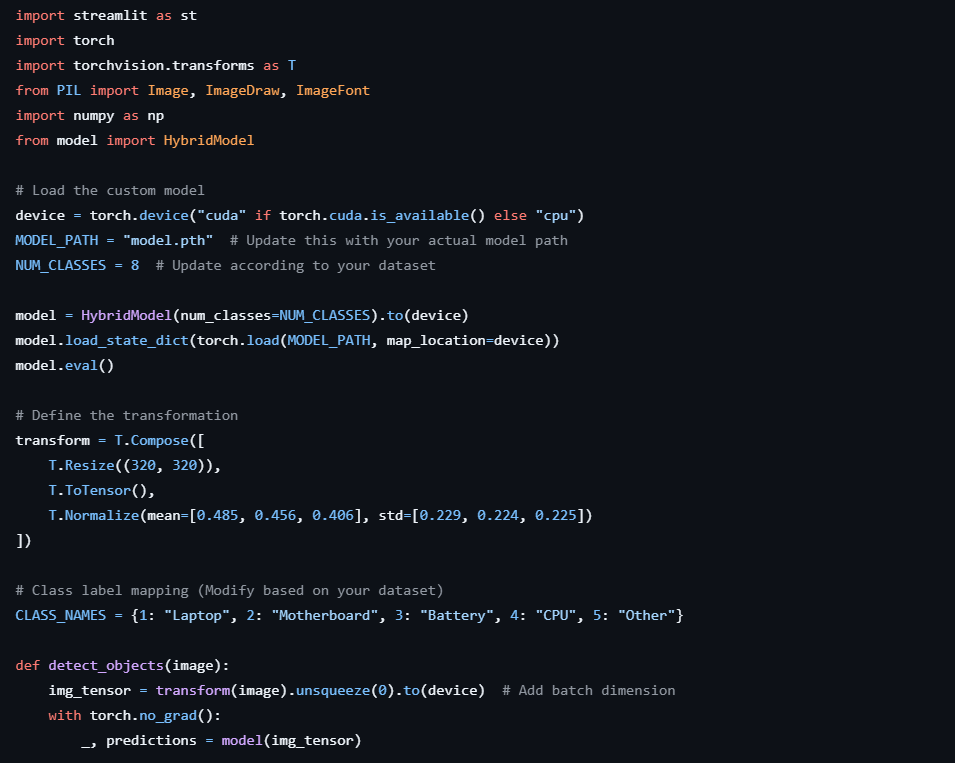 import streamlit as st
import torch
import torchvision.transforms as T
from PIL import Image, ImageDraw, ImageFont
import numpy as np
from model import HybridModel

# Load the custom model
device = torch.device("cuda" if torch.cuda.is_available() else "cpu")
MODEL_PATH = "model.pth"  # Update this with your actual model path
NUM_CLASSES = 8  # Update according to your dataset

model = HybridModel(num_classes=NUM_CLASSES).to(device)
model.load_state_dict(torch.load(MODEL_PATH, map_location=device))
model.eval()

# Define the transformation
transform = T.Compose([
    T.Resize((320, 320)),
    T.ToTensor(),
    T.Normalize(mean=[0.485, 0.456, 0.406], std=[0.229, 0.224, 0.225])
])

# Class label mapping (Modify based on your dataset)
CLASS_NAMES = {1: "Laptop", 2: "Motherboard", 3: "Battery", 4: "CPU", 5: "Other"}

def detect_objects(image):
    img_tensor = transform(image).unsqueeze(0).to(device)  # Add batch dimension
    with torch.no_grad():
        _, predictions = model(img_tensor)